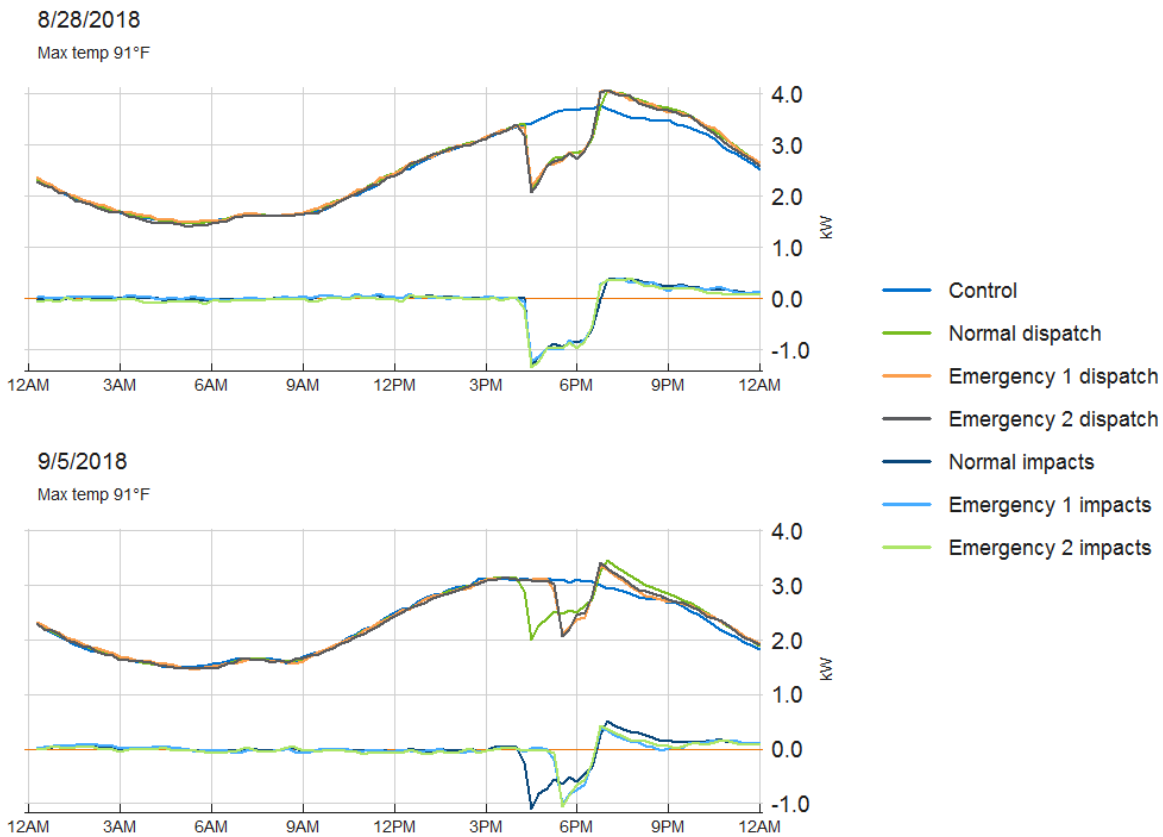 8/28/2018
Max temp 91°F
4.0
3.0
2.0
1.0
0.0
-1.0
kW
12AM 3AM 6AM 9AM 12PM 3PM 6PM 9PM 12AM
Control
Normal dispatch
Emergency 1 dispatch
Emergency 2 dispatch
Normal impacts
Emergency 1 impacts
Emergency 2 impacts
9/5/2018
Max temp 91°F
4.0
3.0
2.0
1.0
0.0
-1.0
kW
12AM 3AM 6AM 9AM 12PM 3PM 6PM 9PM 12AM